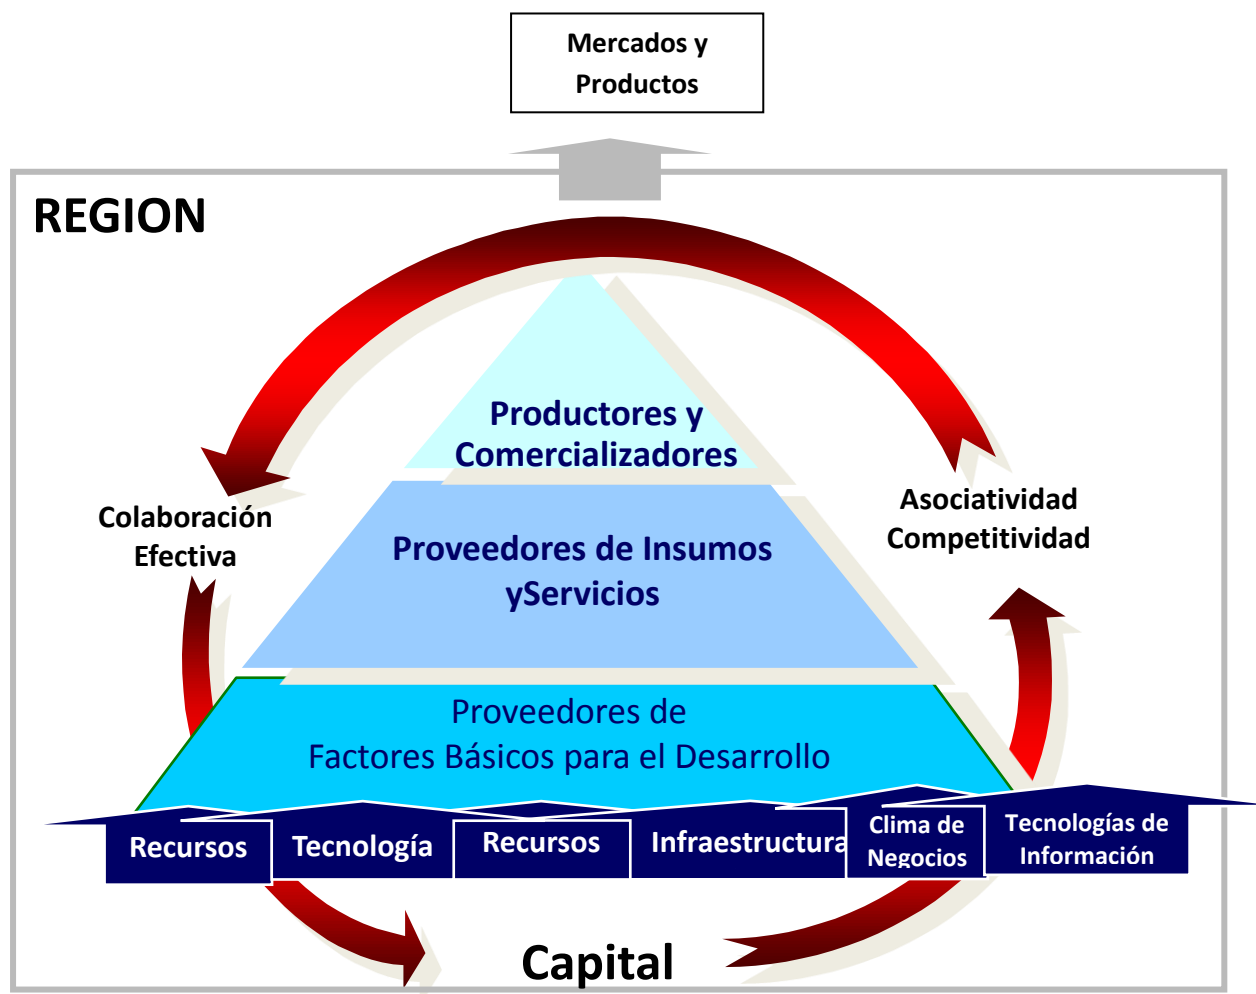 Mercados y
Productos
REGION
Productores y
Comercializadores
Colaboración
Efectiva
Asociatividad
Competitividad
Proveedores de Insumos
yServicios
Proveedores de
Factores Básicos para el Desarrollo
Recursos
Tecnología
Recursos
Infraestructura
Clima de
Negocios
Tecnologías de
Información
Capital